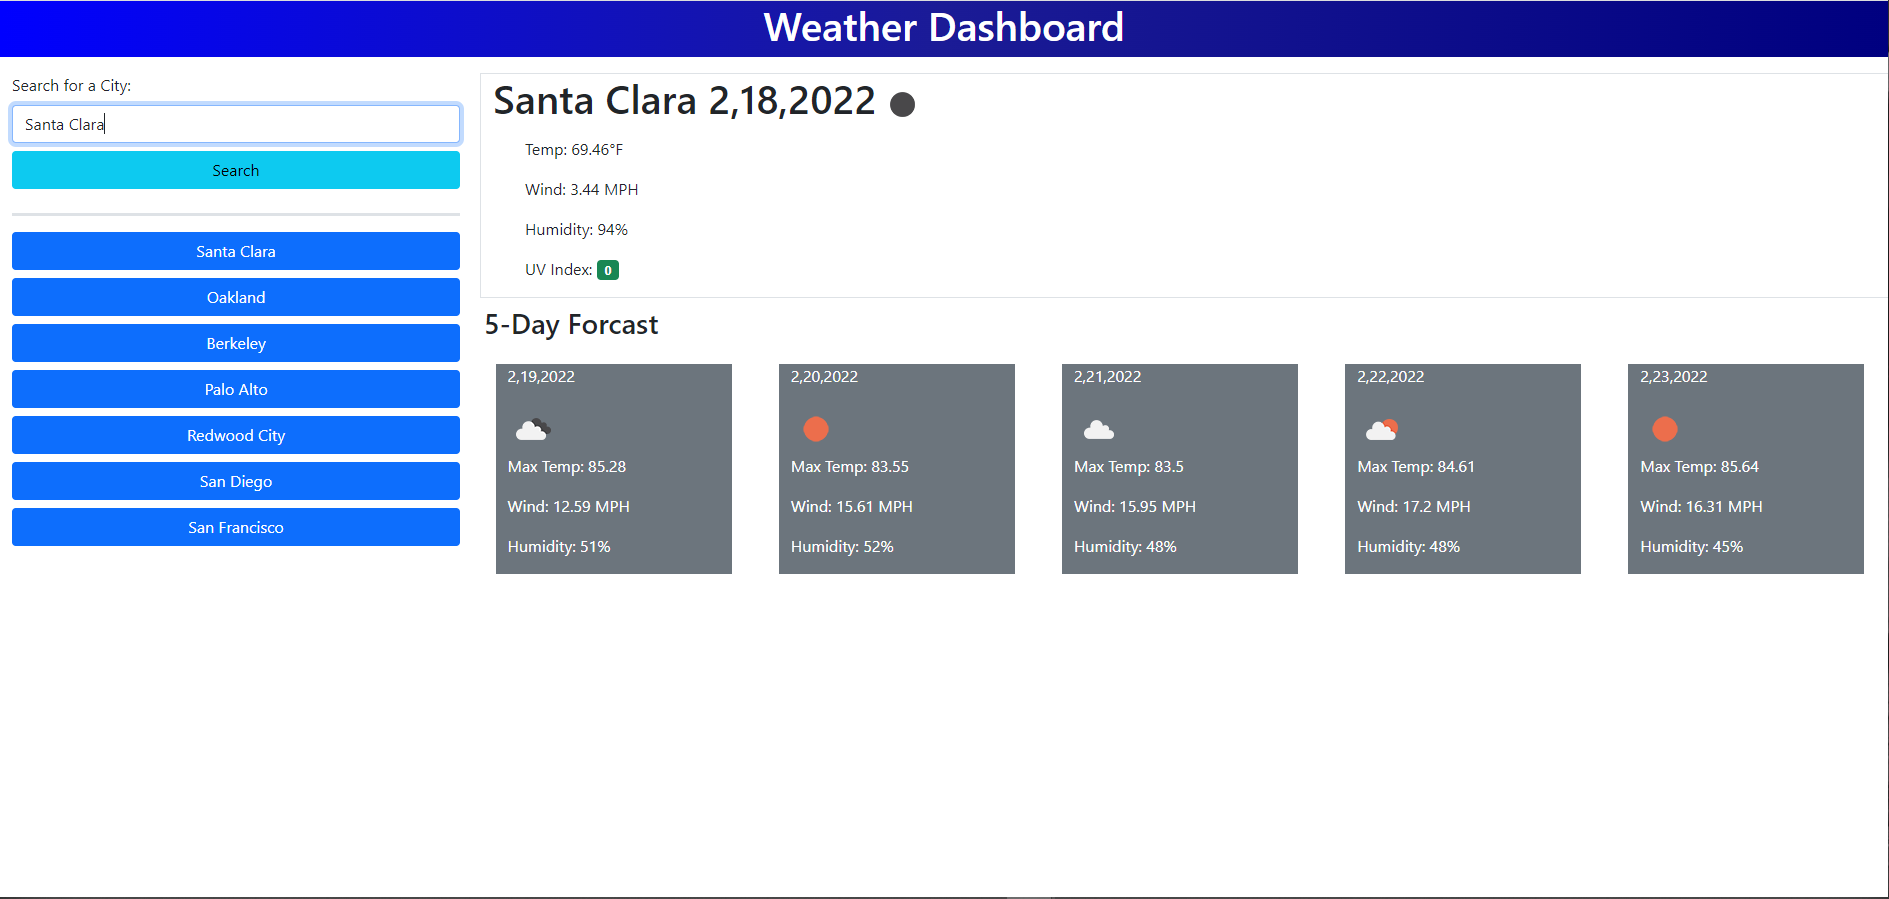 Weather Dashboard
Search for a City:
Santa Clara
Search
Santa Clara
Oakland
Berkeley
Palo Alto
Redwood City
San Diego
San Francisco
Santa Clara 2,18,2022
Temp: 69.46°F
Wind: 3.44 MPH
Humidity: 94%
UV Index: 0
5-Day Forcast
2,19,2022
Max Temp: 85.28
Wind: 12.59 MPH
Humidity: 51%
2,20,2022
Max Temp: 83.55
Wind: 15.61 MPH
Humidity: 52%
2,21,2022
Max Temp: 83.5
Wind: 15.95 MPH
Humidity: 48%
2,22,2022
Max Temp: 84.61
Wind: 17.2 MPH
Humidity: 48%
2,23,2022
Max Temp: 85.64
Wind: 16.31 MPH
Humidity: 45%